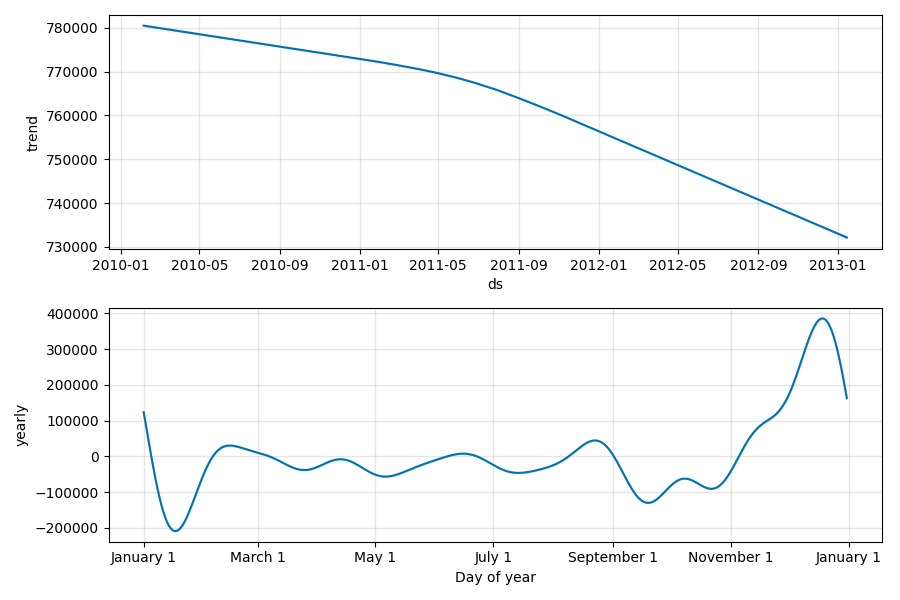 780000
770000
760000
750000
740000
730000
trend
2010-01 2010-05 2010-09 2011-01 2011-05 2011-09 2012-01 2012-05 2012-09 2013-01
ds
400000
300000
200000
100000
0
−100000
−200000
yearly
January 1 March 1 May 1 July 1 September 1 November 1 January 1
Day of year